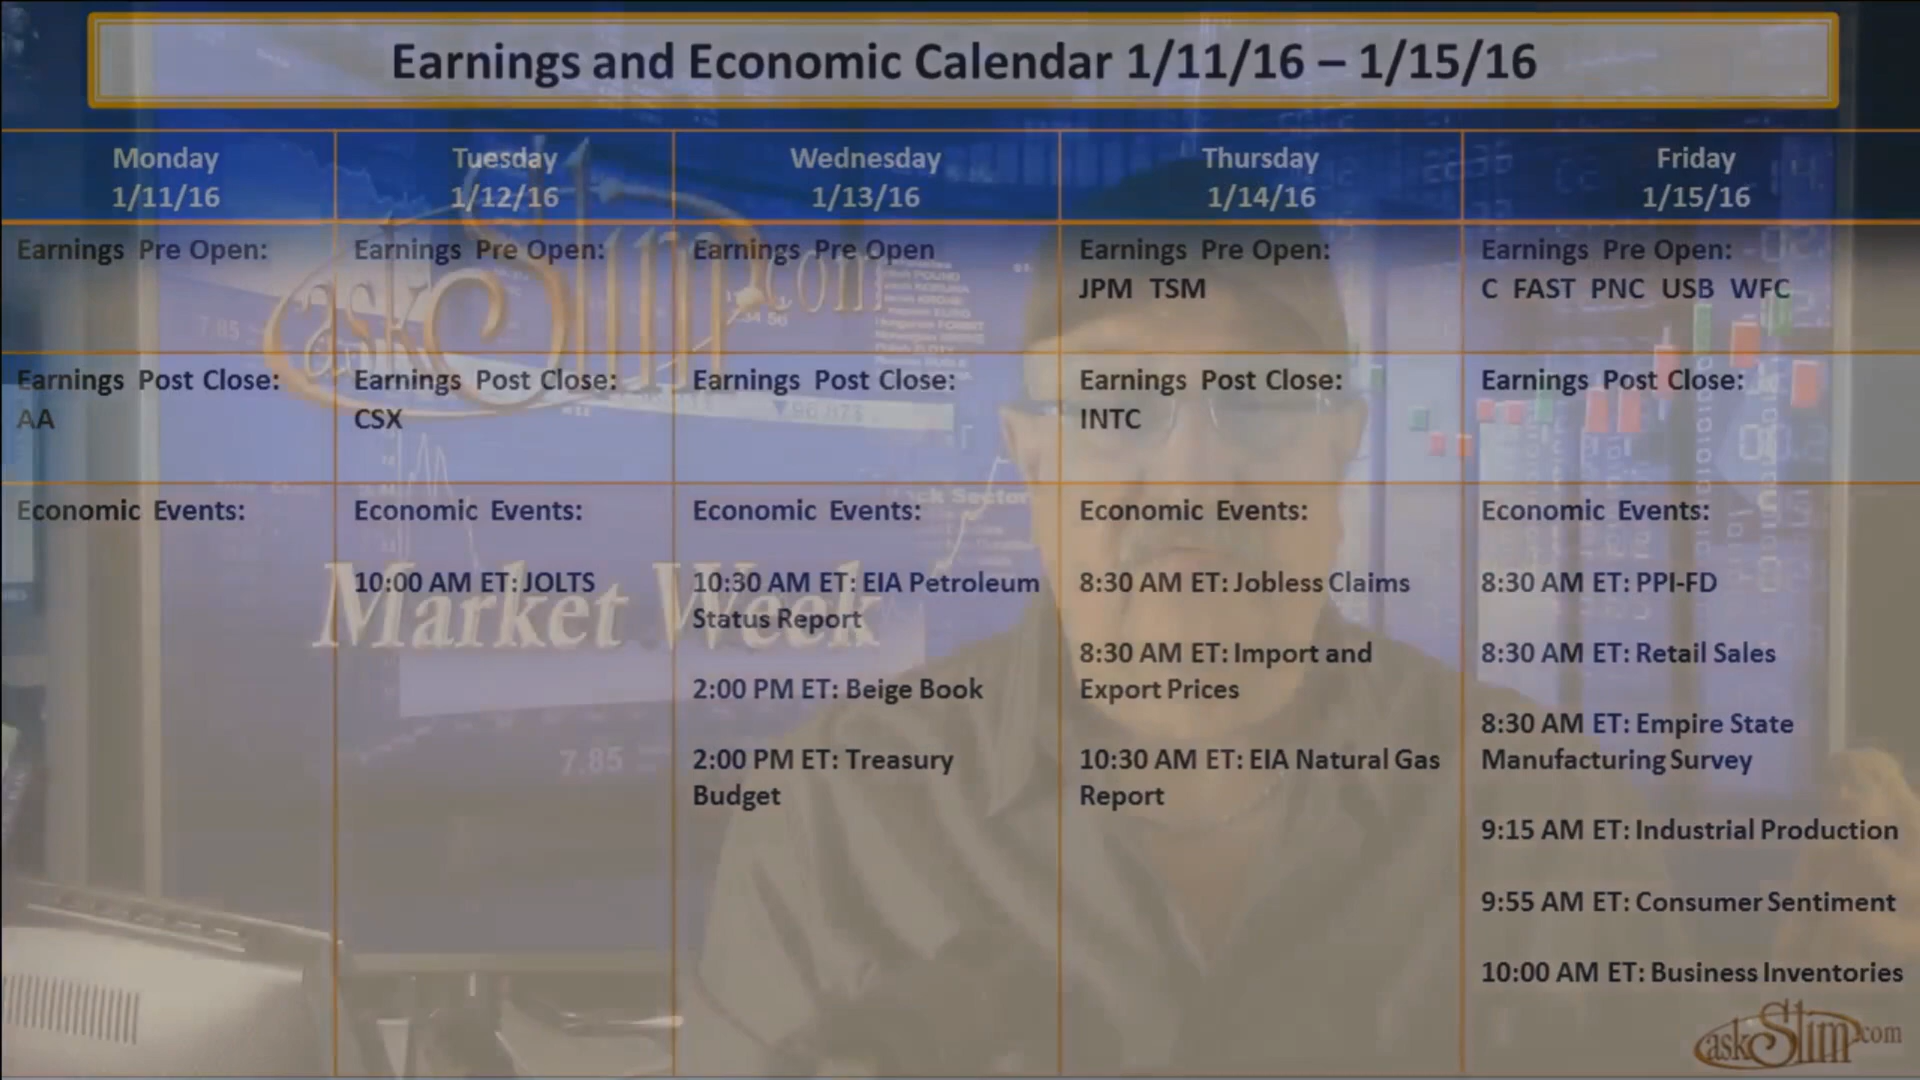 Earnings and Economic Calendar 1/11/16 – 1/15/16
Monday
1/11/16
Earnings Pre Open:
Earnings Post Close:
AA
Economic Events:
Tuesday
1/12/16
Earnings Pre Open:
Earnings Post Close:
CSX
Economic Events:
10:00 AM ET: JOLTS
Wednesday
1/13/16
Earnings Pre Open
Earnings Post Close:
Economic Events:
10:30 AM ET: EIA Petroleum
Status Report
2:00 PM ET: Beige Book
2:00 PM ET: Treasury
Budget
Thursday
1/14/16
Earnings Pre Open:
JPM TSM
Earnings Post Close:
INTC
Economic Events:
8:30 AM ET: Jobless Claims
8:30 AM ET: Import and
Export Prices
10:30 AM ET: EIA Natural Gas
Report
Friday
1/15/16
Earnings Pre Open:
C FAST PNC USB WFC
Earnings Post Close:
Economic Events:
8:30 AM ET: PPI-FD
8:30 AM ET: Retail Sales
8:30 AM ET: Empire State
Manufacturing Survey
9:15 AM ET: Industrial Production
9:55 AM ET: Consumer Sentiment
10:00 AM ET: Business Inventories
askSlim.com
askSlim.com
Market Week
7.85
7.85